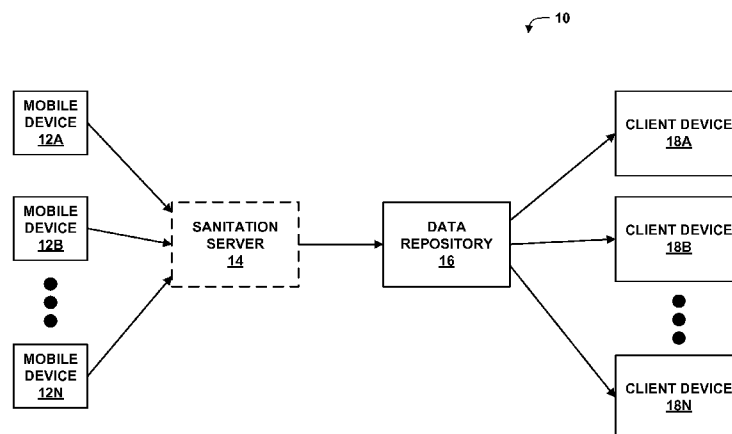 10
MOBILE
DEVICE
12A
MOBILE
DEVICE
12B
MOBILE
DEVICE
12N
SANITATION
SERVER
14
DATA
REPOSITORY
16
CLIENT DEVICE
18A
CLIENT DEVICE
18B
CLIENT DEVICE
18N